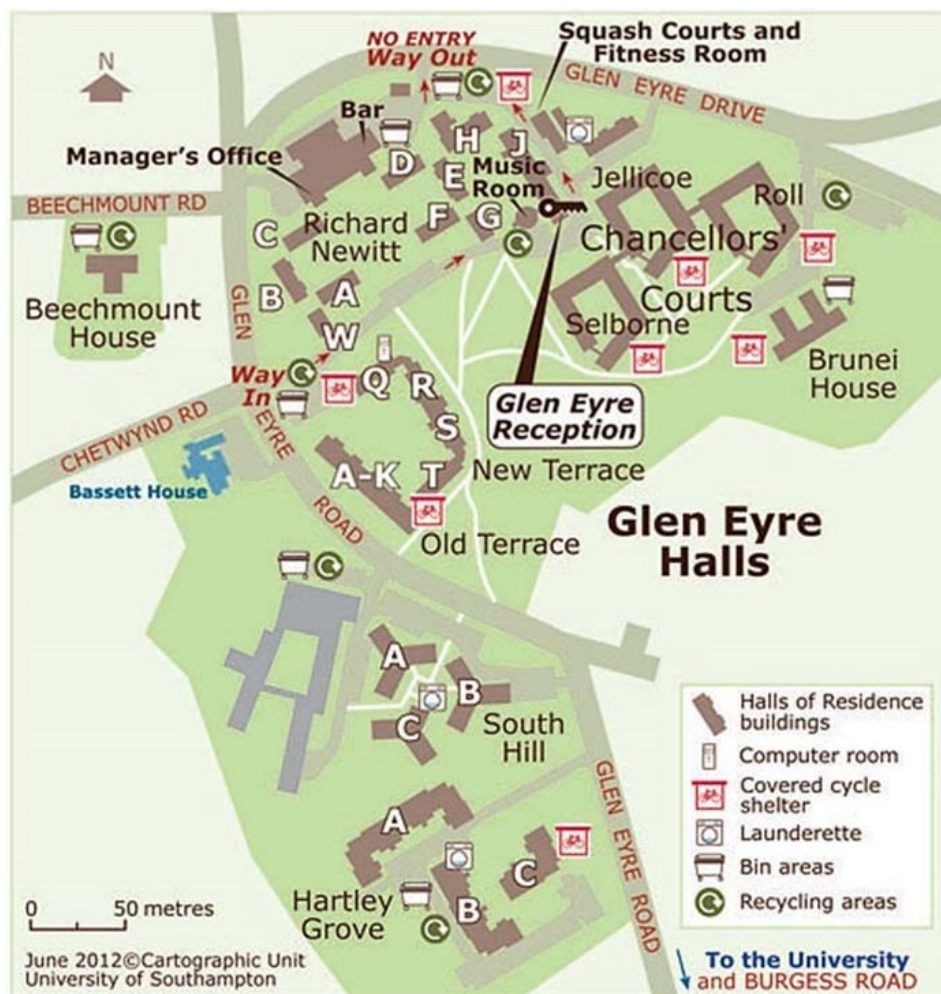 NO ENTRY
Way Out
Squash Courts and
Fitness Room
GLEN EYRE DRIVE
N
Bar
Manager's Office
H
J
D
E
Music
Room
Jellicoe
Roll
BEECHMOUNT RD
C
Richard
Newitt
F
G
Chancellors'
Courts
Beechmount
House
GLEN
B
A
Selborne
W
Brunei
House
Way
In
Q
R
Glen Eyre
Reception
CHETWYND RD
EYRE
S
Bassett House
A-K
T
New Terrace
ROAD
Old Terrace
Glen Eyre
Halls
A
B
C
South
Hill
GLEN EYRE ROAD
Halls of Residence
buildings
Computer room
Covered cycle
shelter
Launderette
Bin areas
Recycling areas
A
C
B
Hartley
Grove
0 50 metres
June 2012©Cartographic Unit
University of Southampton
To the University
and BURGESS ROAD